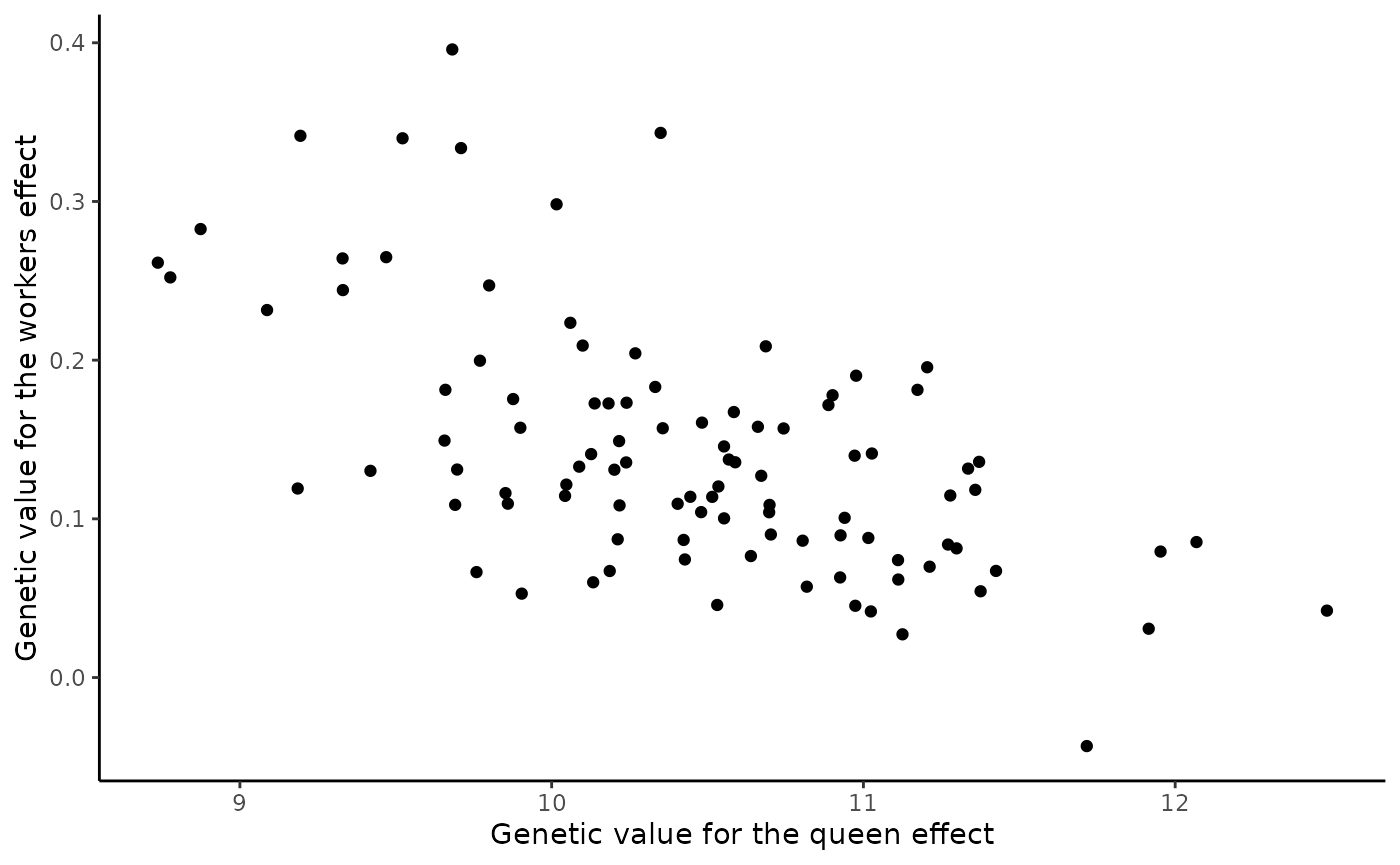 0.4
0.3
0.2
0.1
0.0
Genetic value for the workers effect
9 10 11 12
Genetic value for the queen effect